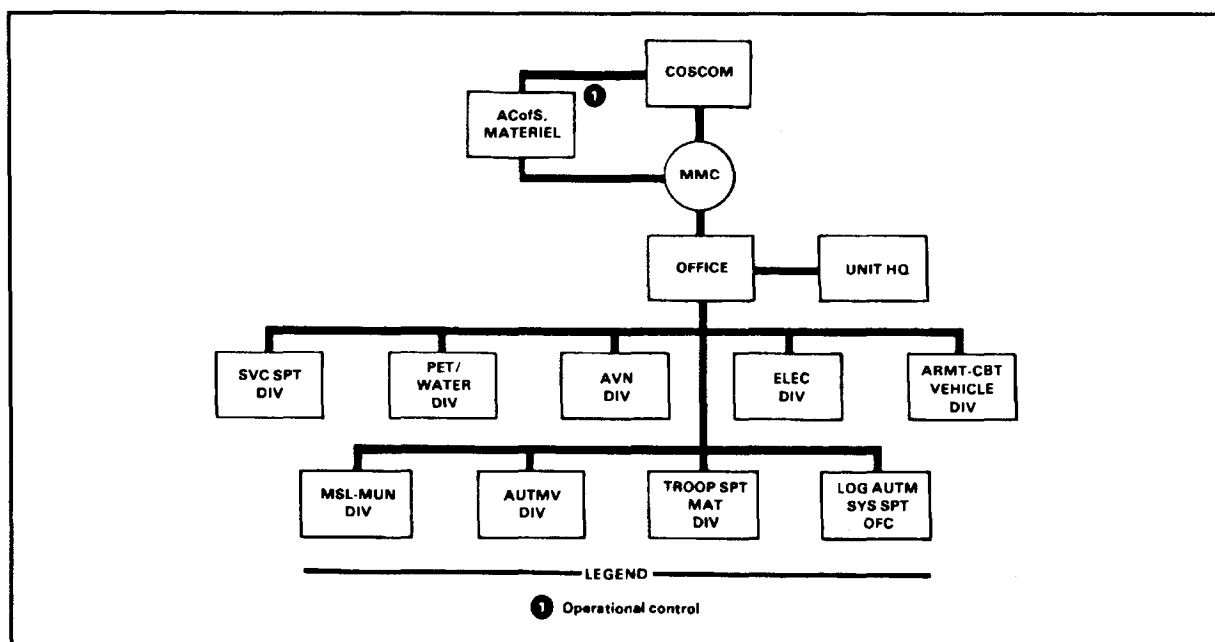 COSCOM
1
ACofS,
MATERIEL
MMC
OFFICE
UNIT HQ
SVC SPT
DIV
PET/
WATER
DIV
AVN
DIV
ELEC
DIV
ARMT-CBT
VEHICLE
DIV
MSL-MUN
DIV
AUTMV
DIV
TROOP SPT
MAT
DIV
LOG AUTM
SYS SPT
OFC
LEGEND
1 Operational control